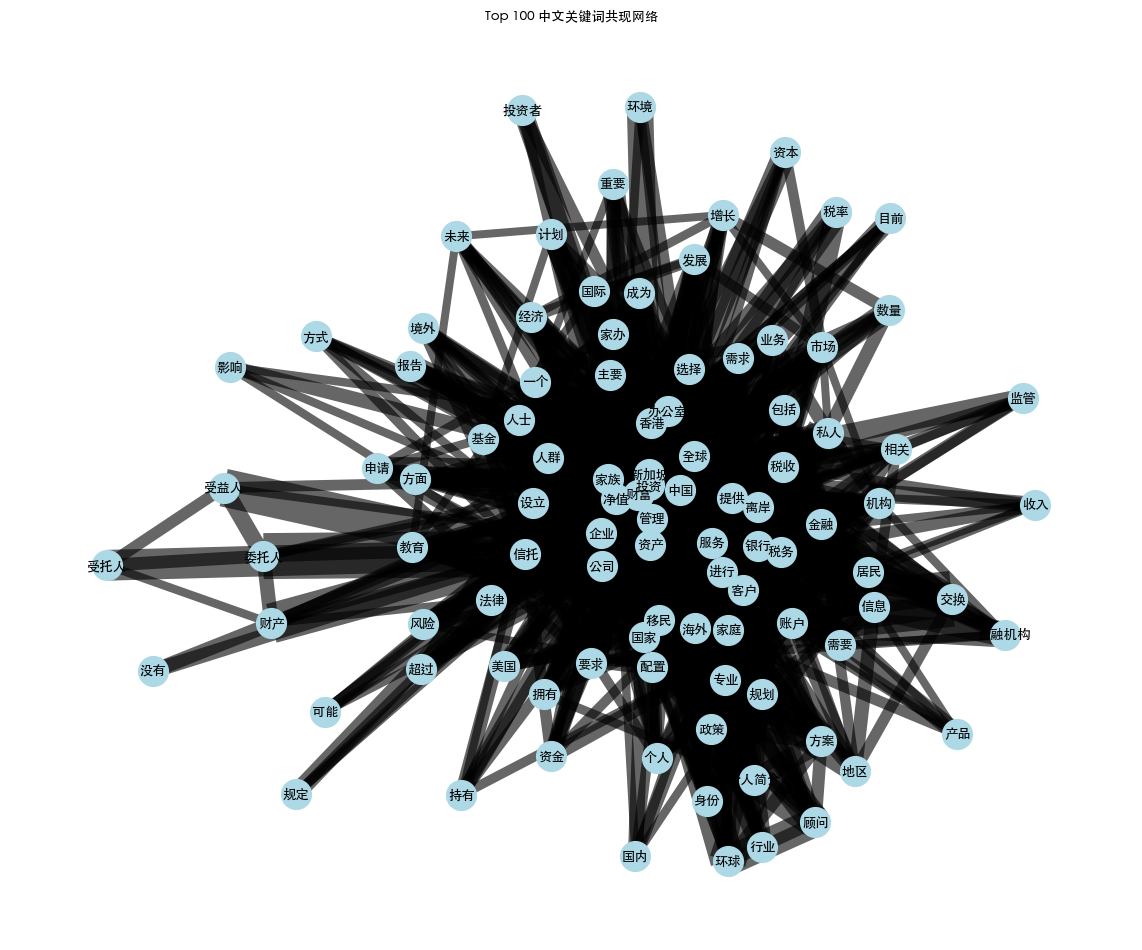 Top 100 中文关键词共现网络
投资者
环境
资本
重要
增长
税率
目前
未来
计划
发展
国际
成为
数量
经济
境外
方式
家办
业务
市场
需求
影响
报告
一个
主要
选择
监管
办公室
包括
香港
人士
私人
基金
相关
人群
全球
税收
申请
方面
家族
新加坡
投资
中国
受益人
财富
净值
提供
离岸
设立
机构
收入
管理
金融
企业
教育
资产
服务
银行
税务
信托
委托人
受托人
公司
进行
居民
客户
法律
交换
信息
财产
风险
移民
海外
家庭
账户
国家
融机构
需要
要求
配置
美国
超过
没有
专业
拥有
规划
可能
政策
产品
方案
资金
个人
地区
人简
规定
持有
身份
顾问
行业
国内
环球